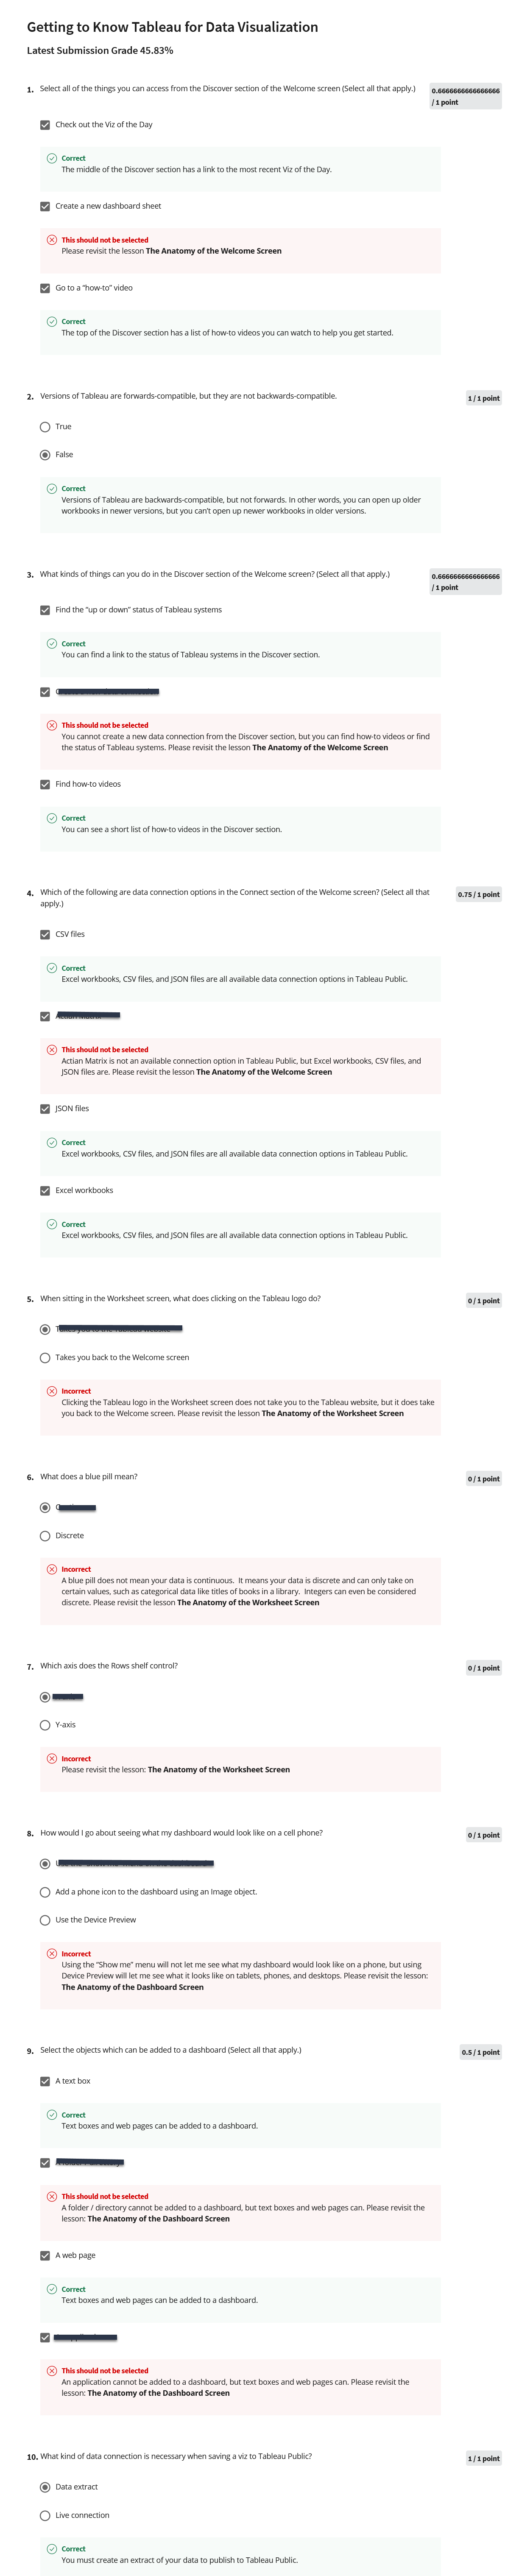 Getting to Know Tableau for Data Visualization
Latest Submission Grade 45.83%
1. Select all of the things you can access from the Discover section of the Welcome screen (Select all that apply.)
0.6666666666666666
/ 1 point
Check out the Viz of the Day
Correct
The middle of the Discover section has a link to the most recent Viz of the Day.
Create a new dashboard sheet
This should not be selected
Please revisit the lesson The Anatomy of the Welcome Screen
Go to a "how-to" video
Correct
The top of the Discover section has a list of how-to videos you can watch to help you get started.
2. Versions of Tableau are forwards-compatible, but they are not backwards-compatible.
1 / 1 point
True
False
Correct
Versions of Tableau are backwards-compatible, but not forwards. In other words, you can open up older
workbooks in newer versions, but you can't open up newer workbooks in older versions.
3. What kinds of things can you do in the Discover section of the Welcome screen? (Select all that apply.)
0.6666666666666666
/ 1 point
Find the "up or down" status of Tableau systems
Correct
You can find a link to the status of Tableau systems in the Discover section.
This should not be selected
You cannot create a new data connection from the Discover section, but you can find how-to videos or find
the status of Tableau systems. Please revisit the lesson The Anatomy of the Welcome Screen
Find how-to videos
Correct
You can see a short list of how-to videos in the Discover section.
4. Which of the following are data connection options in the Connect section of the Welcome screen? (Select all that
apply.)
0.75 / 1 point
CSV files
Correct
Excel workbooks, CSV files, and JSON files are all available data connection options in Tableau Public.
This should not be selected
Actian Matrix is not an available connection option in Tableau Public, but Excel workbooks, CSV files, and
JSON files are. Please revisit the lesson The Anatomy of the Welcome Screen
JSON files
Correct
Excel workbooks, CSV files, and JSON files are all available data connection options in Tableau Public.
Excel workbooks
Correct
Excel workbooks, CSV files, and JSON files are all available data connection options in Tableau Public.
5. When sitting in the Worksheet screen, what does clicking on the Tableau logo do?
0 / 1 point
Takes you back to the Welcome screen
Incorrect
Clicking the Tableau logo in the Worksheet screen does not take you to the Tableau website, but it does take
you back to the Welcome screen. Please revisit the lesson The Anatomy of the Worksheet Screen
6. What does a blue pill mean?
0 / 1 point
Discrete
Incorrect
A blue pill does not mean your data is continuous. It means your data is discrete and can only take on
certain values, such as categorical data like titles of books in a library. Integers can even be considered
discrete. Please revisit the lesson The Anatomy of the Worksheet Screen
7. Which axis does the Rows shelf control?
0 / 1 point
Y-axis
Incorrect
Please revisit the lesson: The Anatomy of the Worksheet Screen
8. How would I go about seeing what my dashboard would look like on a cell phone?
0 / 1 point
Add a phone icon to the dashboard using an Image object.
Use the Device Preview
Incorrect
Using the "Show me" menu will not let me see what my dashboard would look like on a phone, but using
Device Preview will let me see what it looks like on tablets, phones, and desktops. Please revisit the lesson:
The Anatomy of the Dashboard Screen
9. Select the objects which can be added to a dashboard (Select all that apply.)
0.5 / 1 point
A text box
Correct
Text boxes and web pages can be added to a dashboard.
This should not be selected
A folder / directory cannot be added to a dashboard, but text boxes and web pages can. Please revisit the
lesson: The Anatomy of the Dashboard Screen
A web page
Correct
Text boxes and web pages can be added to a dashboard.
This should not be selected
An application cannot be added to a dashboard, but text boxes and web pages can. Please revisit the
lesson: The Anatomy of the Dashboard Screen
10. What kind of data connection is necessary when saving a viz to Tableau Public?
1 / 1 point
Data extract
Live connection
Correct
You must create an extract of your data to publish to Tableau Public.